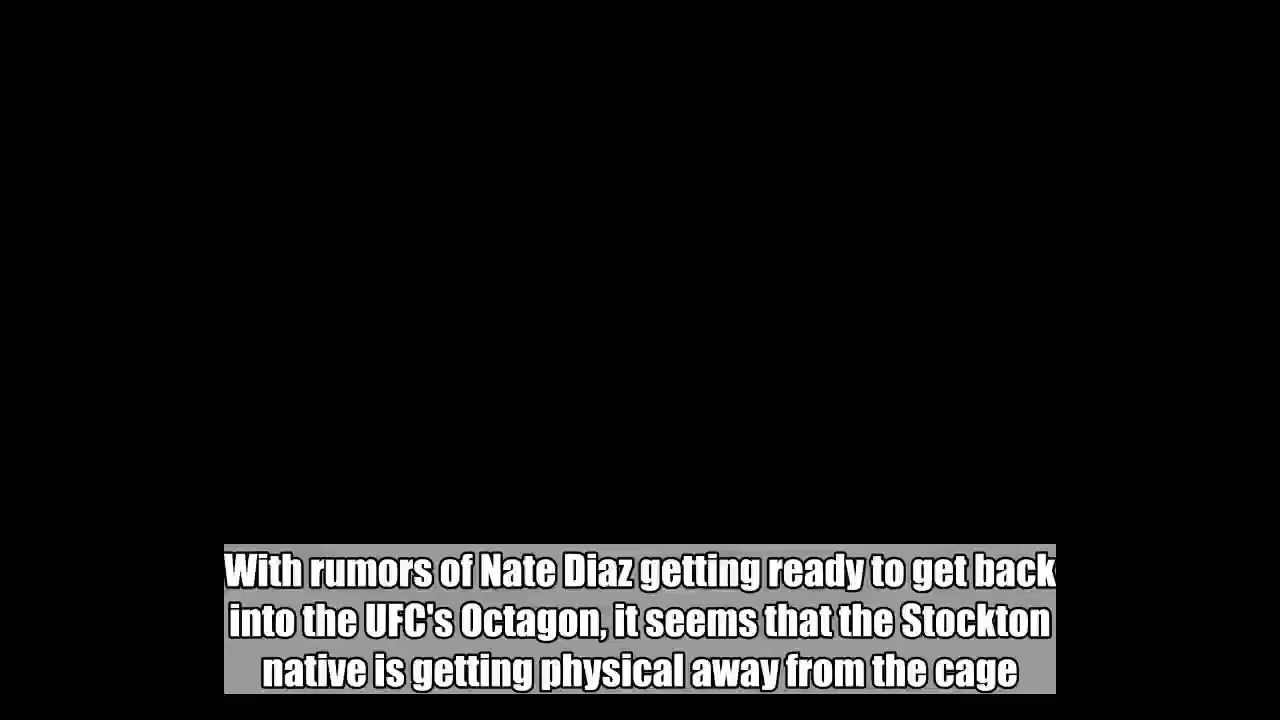 With rumors of Nate Diaz getting ready to get back
into the UFC's Octagon, it seems that the Stockton
native is getting physical away from the cage